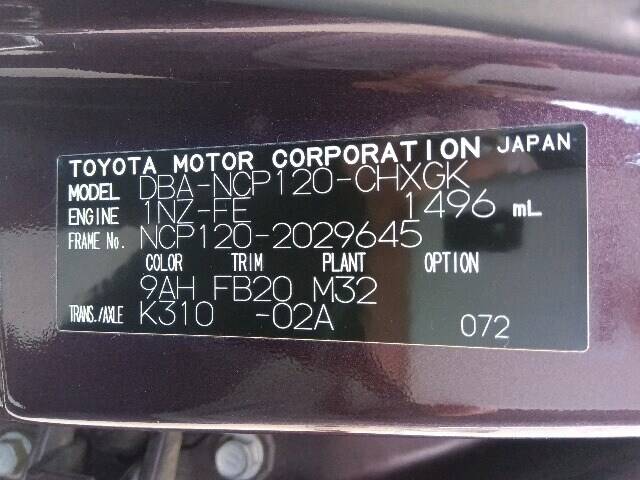 TOYOTA MOTOR CORPORATION JAPAN
MODEL DBA-NCP120-CHXGK
ENGINE 1NZ-FE 1496 mL
FRAME No. NCP120-2029645
COLOR TRIM PLANT OPTION
9AH FB20 M32
TRANS./AXLE K310 -02A 072